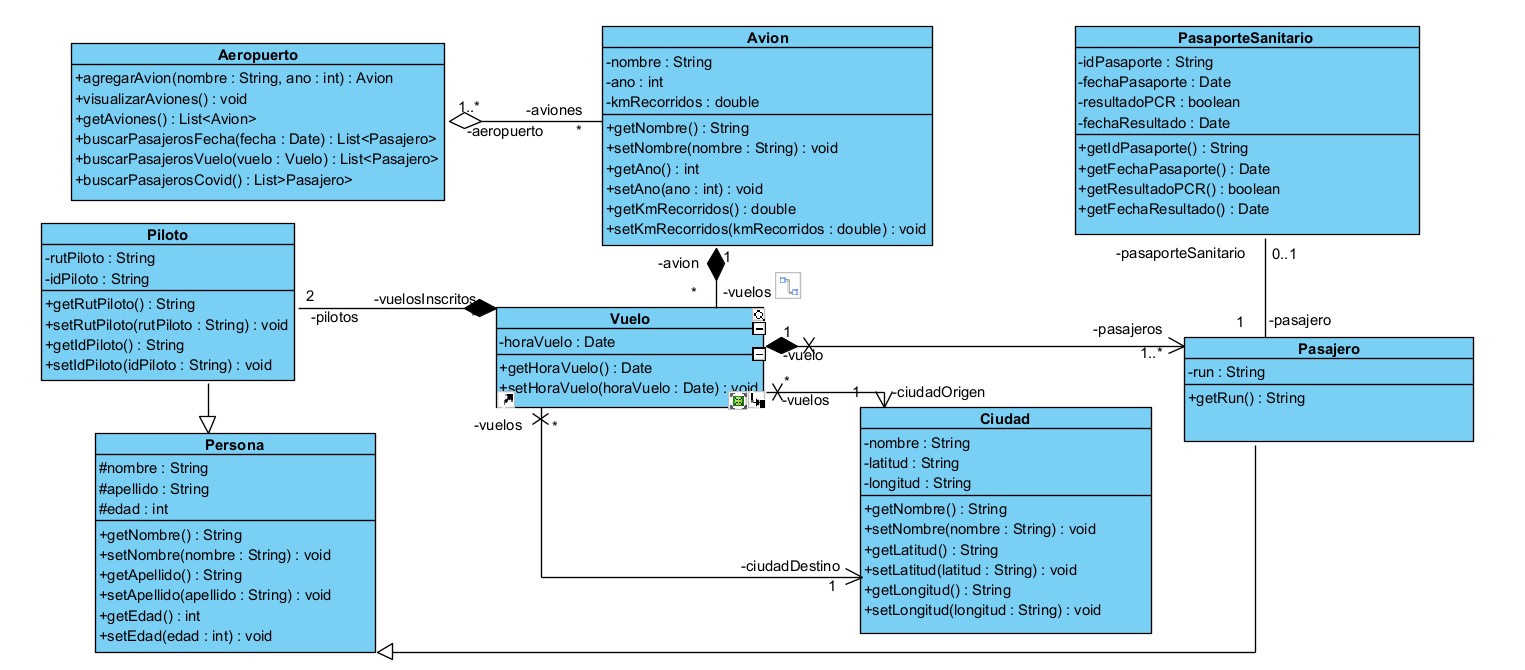 Aeropuerto
+agregarAvion(nombre : String, ano : int) : Avion
+visualizarAviones() : void
+getAviones() : List<Avion>
+buscarPasajerosFecha(fecha : Date) : List<Pasajero>
+buscarPasajerosVuelo(vuelo : Vuelo) : List<Pasajero>
+buscarPasajerosCovid() : List>Pasajero>
1..*
-aeropuerto
-aviones
*
Avion
-nombre : String
-ano : int
-kmRecorridos : double
+getNombre() : String
+setNombre(nombre : String) : void
+getAno() : int
+setAno(ano : int) : void
+getKmRecorridos() : double
+setKmRecorridos(kmRecorridos : double) : void
PasaporteSanitario
-idPasaporte : String
-fechaPasaporte : Date
-resultadoPCR : boolean
-fechaResultado : Date
+getIdPasaporte() : String
+getFechaPasaporte() : Date
+getResultadoPCR() : boolean
+getFechaResultado() : Date
-pasaporteSanitario
0..1
1
-pasajero
Piloto
-rutPiloto : String
-idPiloto : String
+getRutPiloto() : String
+setRutPiloto(rutPiloto : String) : void
+getIdPiloto() : String
+setIdPiloto(idPiloto : String) : void
2
-pilotos
-vuelosInscritos
-avion
1
*
-vuelos
Vuelo
-horaVuelo : Date
+getHoraVuelo() : Date
+setHoraVuelo(horaVuelo : Date) : void
1
-vuelo
-pasajeros
1..*
Pasajero
-run : String
+getRun() : String
*
-vuelos
1
-ciudadOrigen
-vuelos
*
-ciudadDestino
1
Ciudad
-nombre : String
-latitud : String
-longitud : String
+getNombre() : String
+setNombre(nombre : String) : void
+getLatitud() : String
+setLatitud(latitud : String) : void
+getLongitud() : String
+setLongitud(longitud : String) : void
Persona
#nombre : String
#apellido : String
#edad : int
+getNombre() : String
+setNombre(nombre : String) : void
+getApellido() : String
+setApellido(apellido : String) : void
+getEdad() : int
+setEdad(edad : int) : void